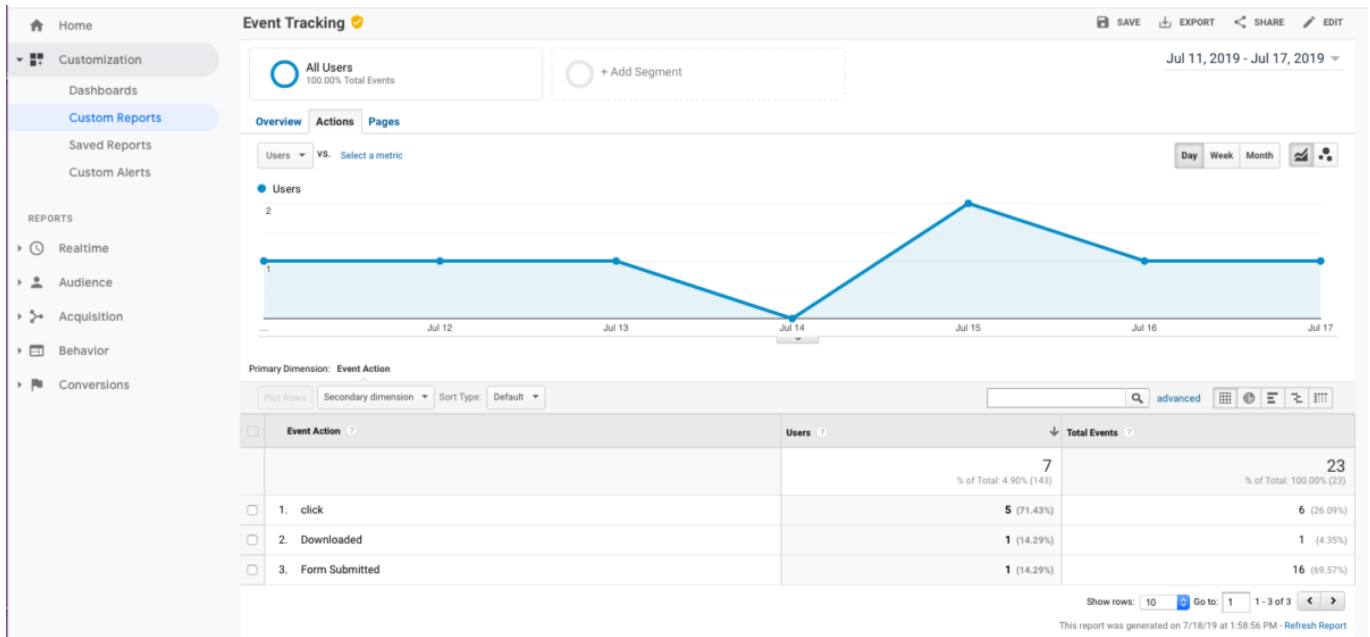 Home
Customization
Dashboards
Custom Reports
Saved Reports
Custom Alerts
REPORTS
Realtime
Audience
Acquisition
Behavior
Conversions
Event Tracking
SAVE EXPORT SHARE EDIT
All Users
100.00% Total Events
+ Add Segment
Jul 11, 2019 - Jul 17, 2019
Overview Actions Pages
Users VS. Select a metric
Day Week Month
Users
2
1
... Jul 12 Jul 13 Jul 14 Jul 15 Jul 16 Jul 17
Primary Dimension: Event Action
Plot Rows Secondary dimension Sort Type: Default advanced
Event Action ? Users ? Total Events ?
7 23
% of Total: 4.90% (143) % of Total: 100.00% (23)
1. click 5 (71.43%) 6 (26.09%)
2. Downloaded 1 (14.29%) 1 (4.35%)
3. Form Submitted 1 (14.29%) 16 (69.57%)
Show rows: 10 Go to: 1 1 - 3 of 3
This report was generated on 7/18/19 at 1:58:56 PM - Refresh Report